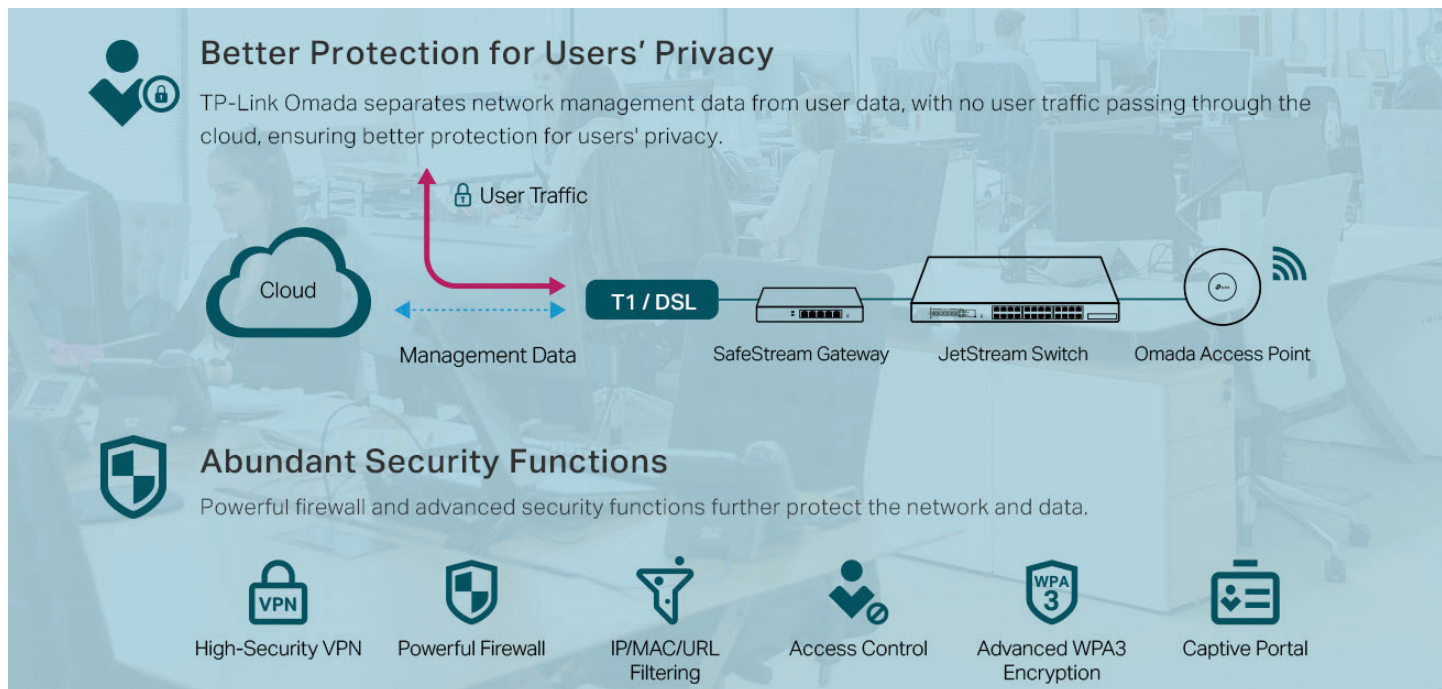 Better Protection for Users' Privacy
TP-Link Omada separates network management data from user data, with no user traffic passing through the
cloud, ensuring better protection for users' privacy.
User Traffic
Cloud
T1 / DSL
Management Data
SafeStream Gateway
JetStream Switch
Omada Access Point
Abundant Security Functions
Powerful firewall and advanced security functions further protect the network and data.
VPN
WPA
3
High-Security VPN
Powerful Firewall
IP/MAC/URL
Filtering
Access Control
Advanced WPA3
Encryption
Captive Portal